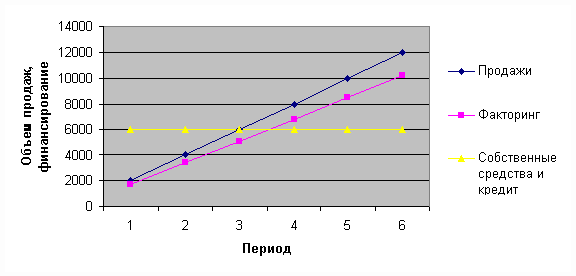 Объем продаж,
финансирование
14000
12000
10000
8000
6000
4000
2000
0
1 2 3 4 5 6
Период
Продажи
Факторинг
Собственные
средства и
кредит